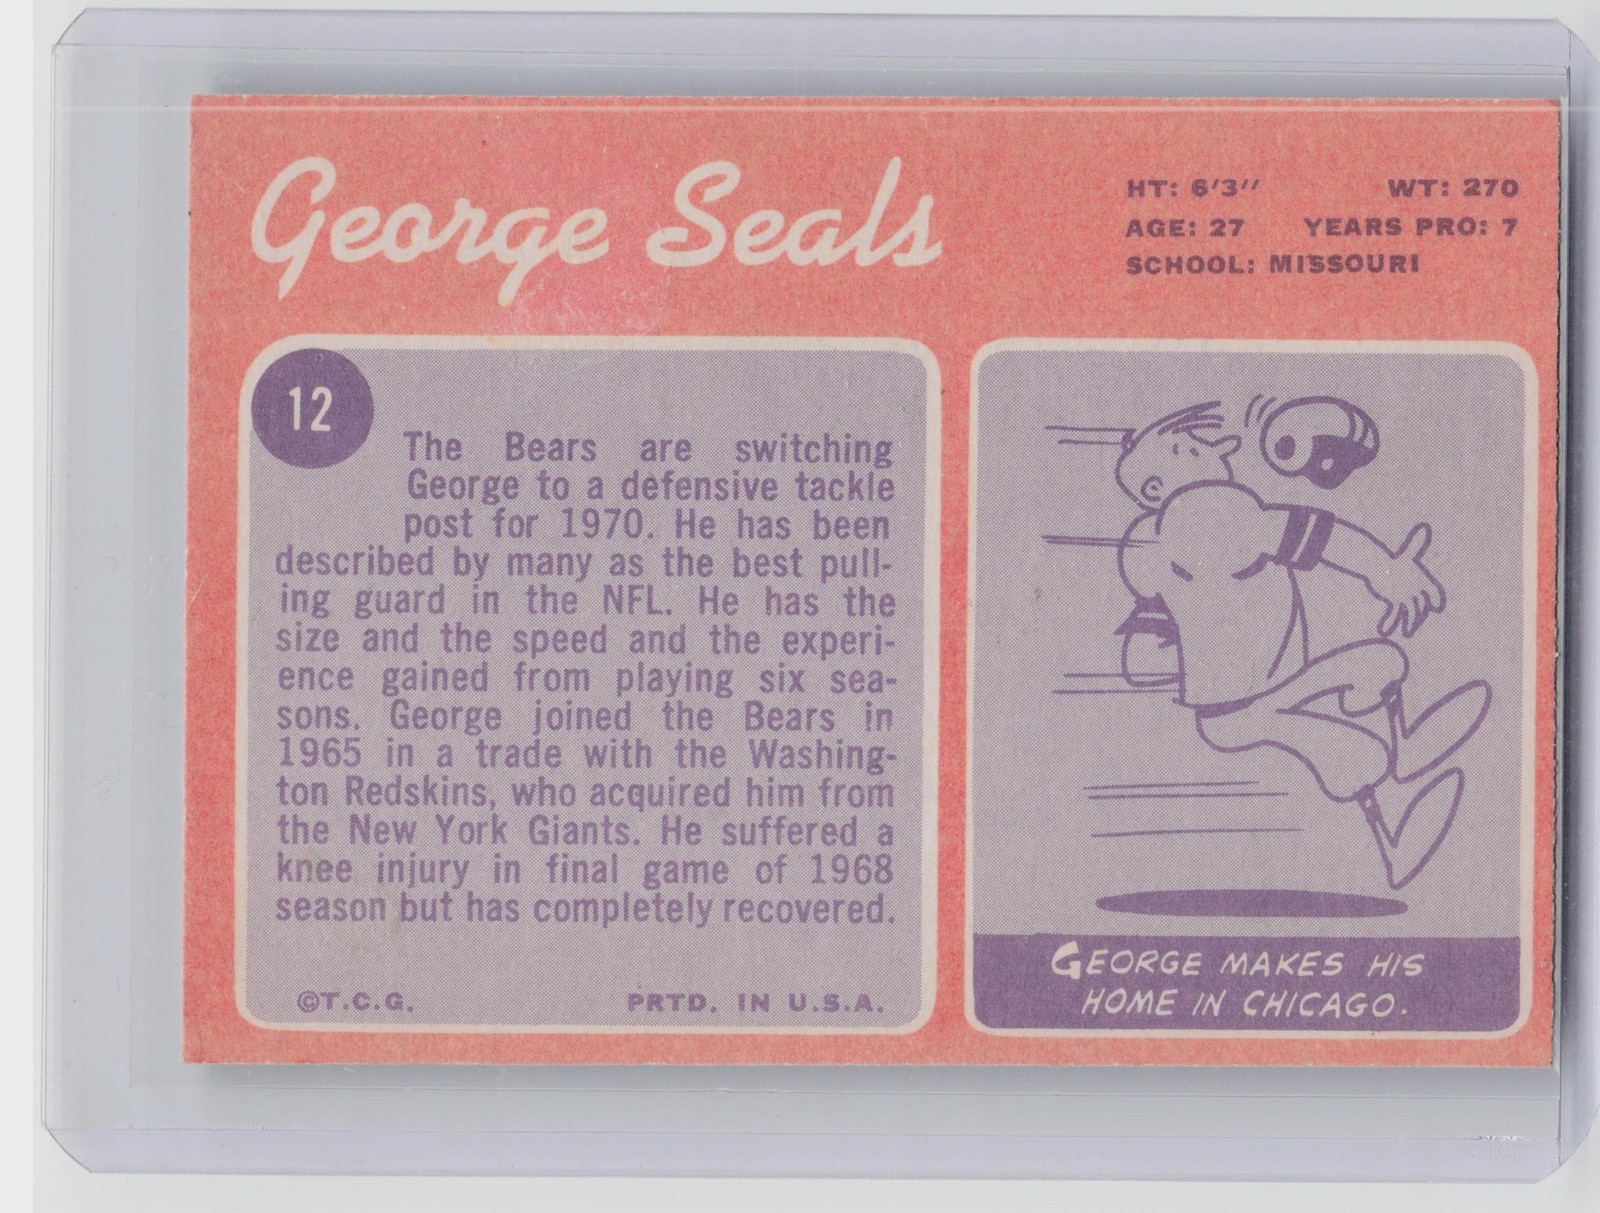 George Seals
HT: 6'3" WT: 270
AGE: 27 YEARS PRO: 7
SCHOOL: MISSOURI
12
The Bears are switching
George to a defensive tackle
post for 1970. He has been
described by many as the best pull-
ing guard in the NFL. He has the
size and the speed and the experi-
ence gained from playing six sea-
sons. George joined the Bears in
1965 in a trade with the Washing-
ton Redskins, who acquired him from
the New York Giants. He suffered a
knee injury in final game of 1968
season but has completely recovered.
©T.C.G. PRTD. IN U.S.A.
GEORGE MAKES HIS
HOME IN CHICAGO.